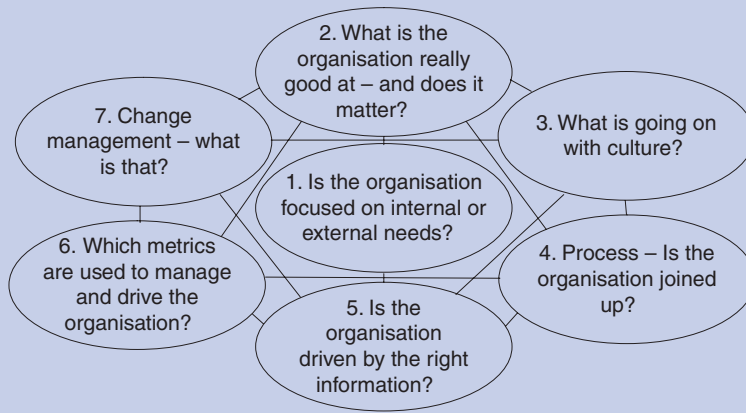 2. What is the
organisation really
good at – and does it
matter?
7. Change
management – what
is that?
3. What is going on
with culture?
1. Is the organisation
focused on internal or
external needs?
6. Which metrics
are used to manage
and drive the
organisation?
4. Process – Is the
organisation joined
up?
5. Is the
organisation
driven by the right
information?